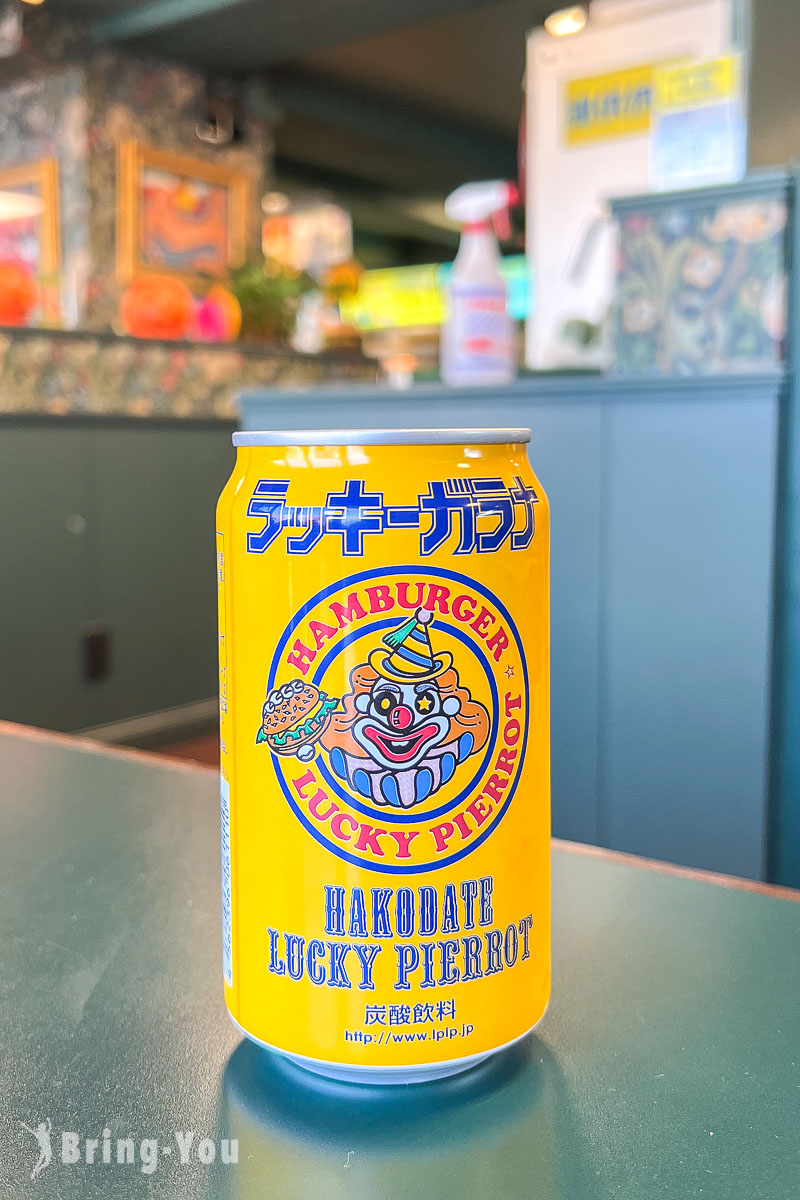 ラッキーガラナ
HAMBURGER
LUCKY PIERROT
HAKODATE
LUCKY PIERROT
炭酸飲料
http://www.lplp.jp
Bring-You